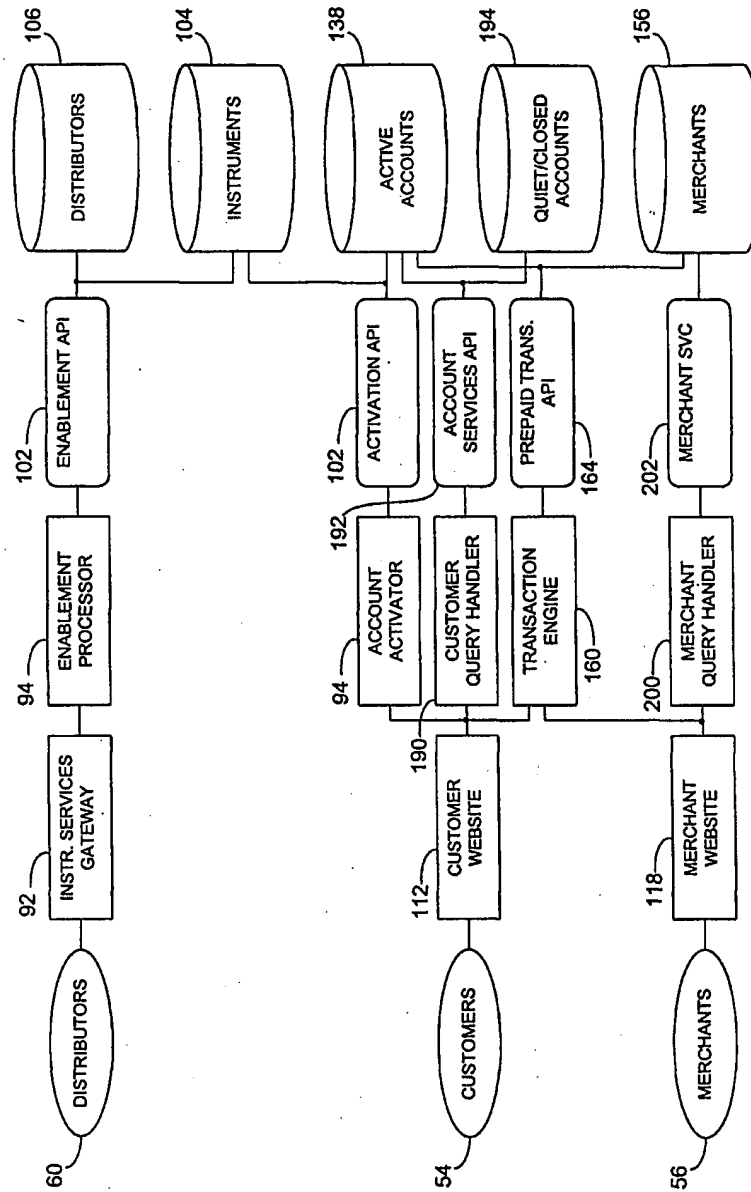 60
DISTRIBUTORS
92
INSTR. SERVICES
GATEWAY
94
ENABLEMENT
PROCESSOR
102
ENABLEMENT API
106
DISTRIBUTORS
104
INSTRUMENTS
54
CUSTOMERS
112
CUSTOMER
WEBSITE
94
ACCOUNT
ACTIVATOR
102
ACTIVATION API
138
ACTIVE
ACCOUNTS
190
CUSTOMER
QUERY HANDLER
192
ACCOUNT
SERVICES API
194
QUIET/CLOSED
ACCOUNTS
TRANSACTION
ENGINE
160
PREPAID TRANS.
API
164
56
MERCHANTS
118
MERCHANT
WEBSITE
200
MERCHANT
QUERY HANDLER
202
MERCHANT SVC
156
MERCHANTS